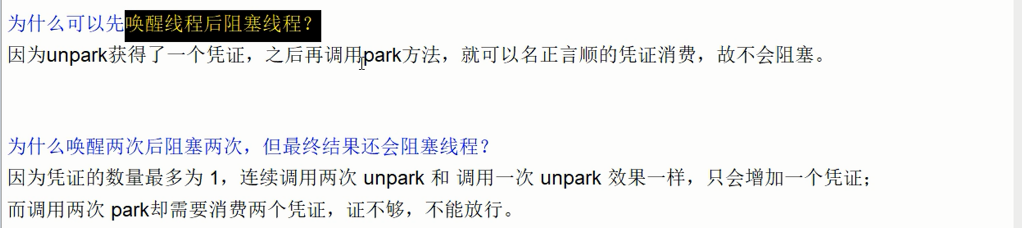 为什么可以先唤醒线程后阻塞线程？
因为unpark获得了一个凭证，之后再调用park方法，就可以名正言顺的凭证消费，故不会阻塞。
为什么唤醒两次后阻塞两次，但最终结果还会阻塞线程？
因为凭证的数量最多为 1，连续调用两次 unpark 和 调用一次 unpark 效果一样，只会增加一个凭证；
而调用两次 park却需要消费两个凭证，证不够，不能放行。